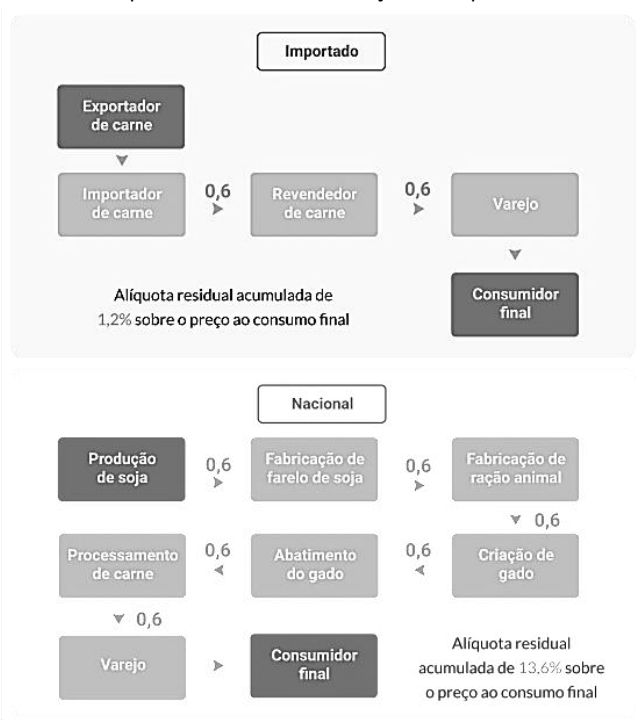 Importado
Exportador
de carne
Importador
de carne
0,6
Revendedor
de carne
0,6
Varejo
Alíquota residual acumulada de
1,2% sobre o preço ao consumo final
Consumidor
final
Nacional
Produção
de soja
0,6
Fabricação de
farelo de soja
0,6
Fabricação de
ração animal
0,6
Processamento
de carne
0,6
Abatimento
do gado
0,6
Criação de
gado
0,6
Varejo
Consumidor
final
Alíquota residual
acumulada de 13,6% sobre
o preço ao consumo final